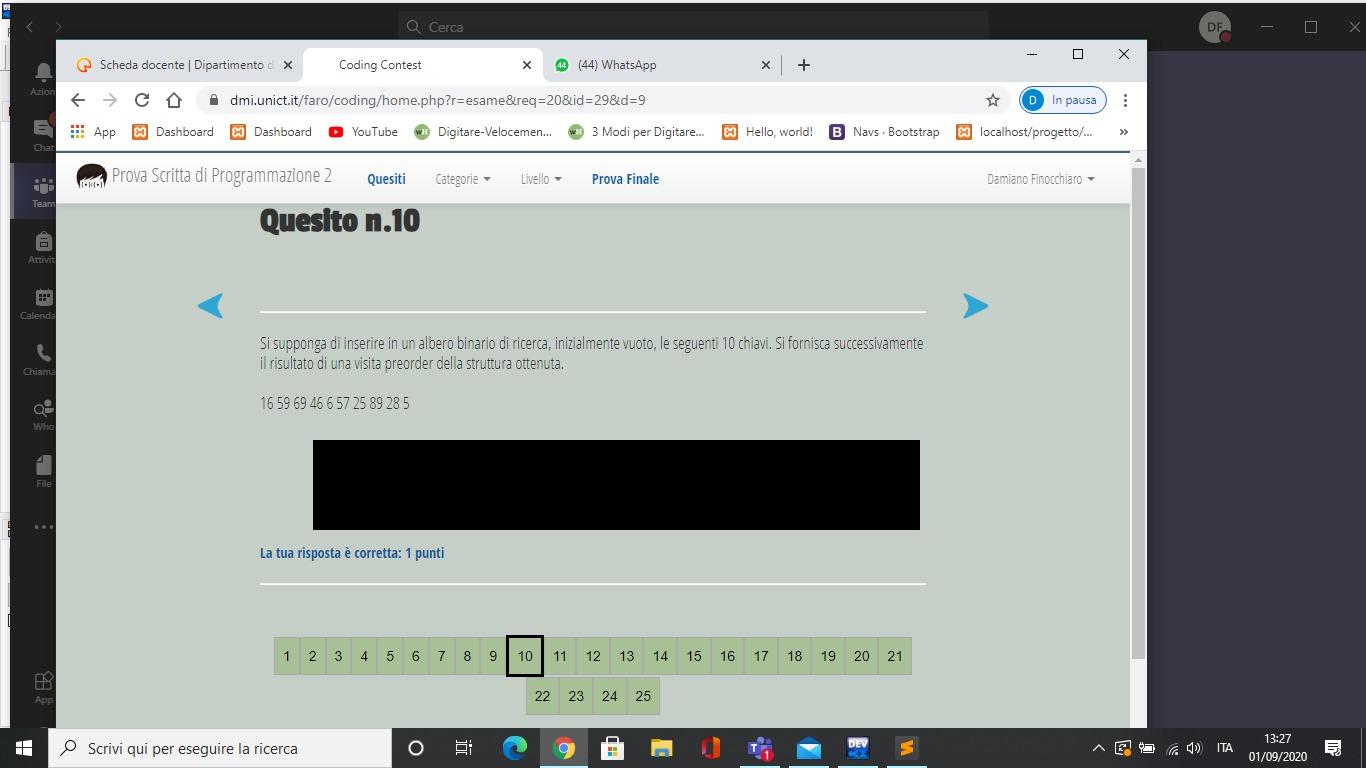 Cerca
DF
Scheda docente | Dipartimento d
Coding Contest
(44) WhatsApp
dmi.unict.it/faro/coding/home.php?r=esame&req=20&id=29&d=9
D In pausa
App Dashboard Dashboard YouTube Digitare-Velocemen... 3 Modi per Digitare... Hello, world! Navs · Bootstrap localhost/progetto/... »
Azion
Chat
Team
Attivit
Calenda
Chiama
Who
File
App
Prova Scritta di Programmazione 2 Quesiti Categorie Livello Prova Finale Damiano Finocchiaro
Quesito n.10
Si supponga di inserire in un albero binario di ricerca, inizialmente vuoto, le seguenti 10 chiavi. Si fornisca successivamente
il risultato di una visita preorder della struttura ottenuta.
16 59 69 46 6 57 25 89 28 5
La tua risposta è corretta: 1 punti
1 2 3 4 5 6 7 8 9 10 11 12 13 14 15 16 17 18 19 20 21
22 23 24 25
Scrivi qui per eseguire la ricerca
DEV
1
ITA
13:27
01/09/2020